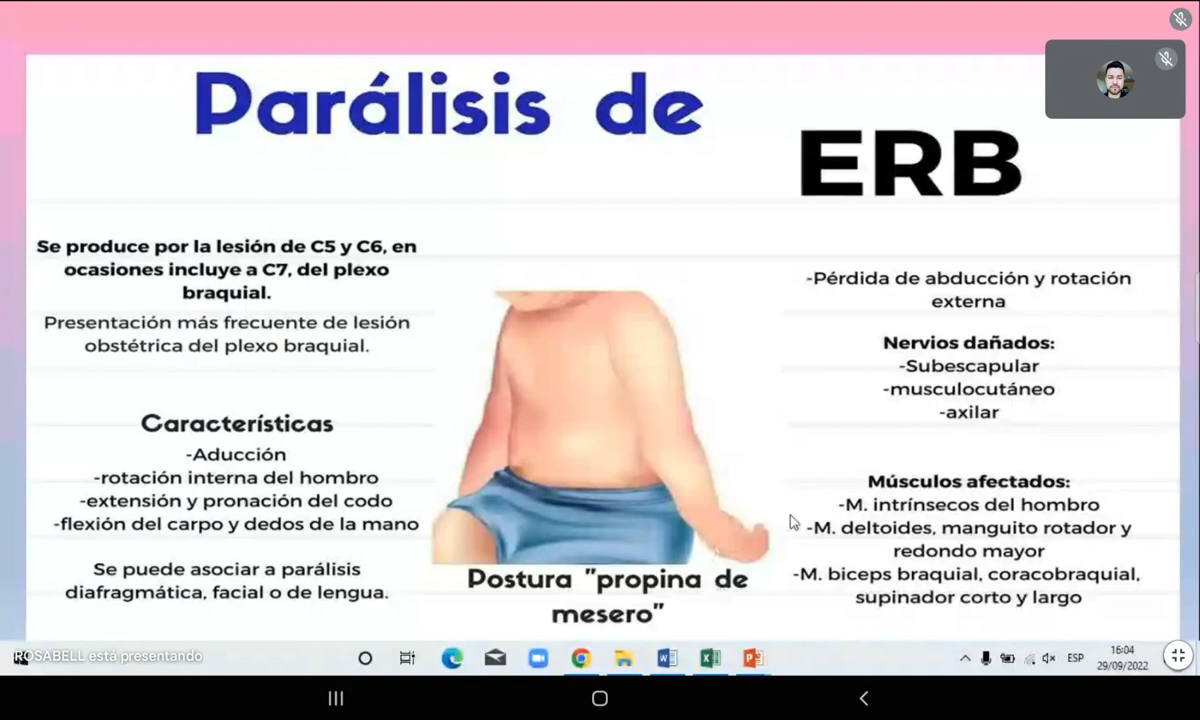 Parálisis de
ERB
Se produce por la lesión de C5 y C6, en
ocasiones incluye a C7, del plexo
braquial.
Presentación más frecuente de lesión
obstétrica del plexo braquial.
Características
-Aducción
-rotación interna del hombro
-extensión y pronación del codo
-flexión del carpo y dedos de la mano
Se puede asociar a parálisis
diafragmática, facial o de lengua.
Postura "propina de
mesero"
-Pérdida de abducción y rotación
externa
Nervios dañados:
-Subescapular
-musculocutáneo
-axilar
Músculos afectados:
-M. intrínsecos del hombro
-M. deltoides, manguito rotador y
redondo mayor
-M. biceps braquial, coracobraquial,
supinador corto y largo
ROSABELL está presentando
ESP
16:04
29/09/2022